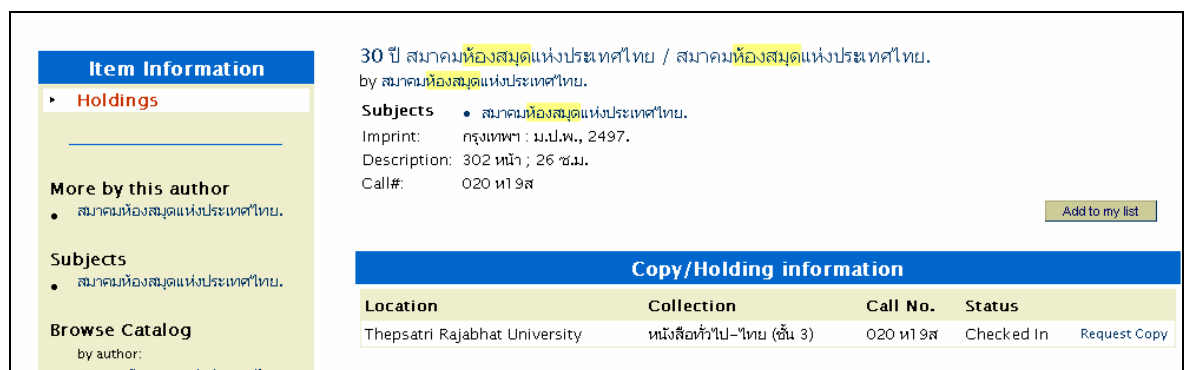 Item Information
Holdings
More by this author
สมาคมห้องสมุดแห่งประเทศไทย.
Subjects
สมาคมห้องสมุดแห่งประเทศไทย.
Browse Catalog
by author:
30 ปี สมาคมห้องสมุดแห่งประเทศไทย / สมาคมห้องสมุดแห่งประเทศไทย.
by สมาคมห้องสมุดแห่งประเทศไทย.
Subjects • สมาคมห้องสมุดแห่งประเทศไทย.
Imprint: กรุงเทพฯ : ม.ป.พ., 2497.
Description: 302 หน้า ; 26 ซ.ม.
Call#: 020 ห19ส
Add to my list
Copy/Holding information
Location Collection Call No. Status
Thepsatri Rajabhat University หนังสือทั่วไป-ไทย (ชั้น 3) 020 ห19ส Checked In Request Copy